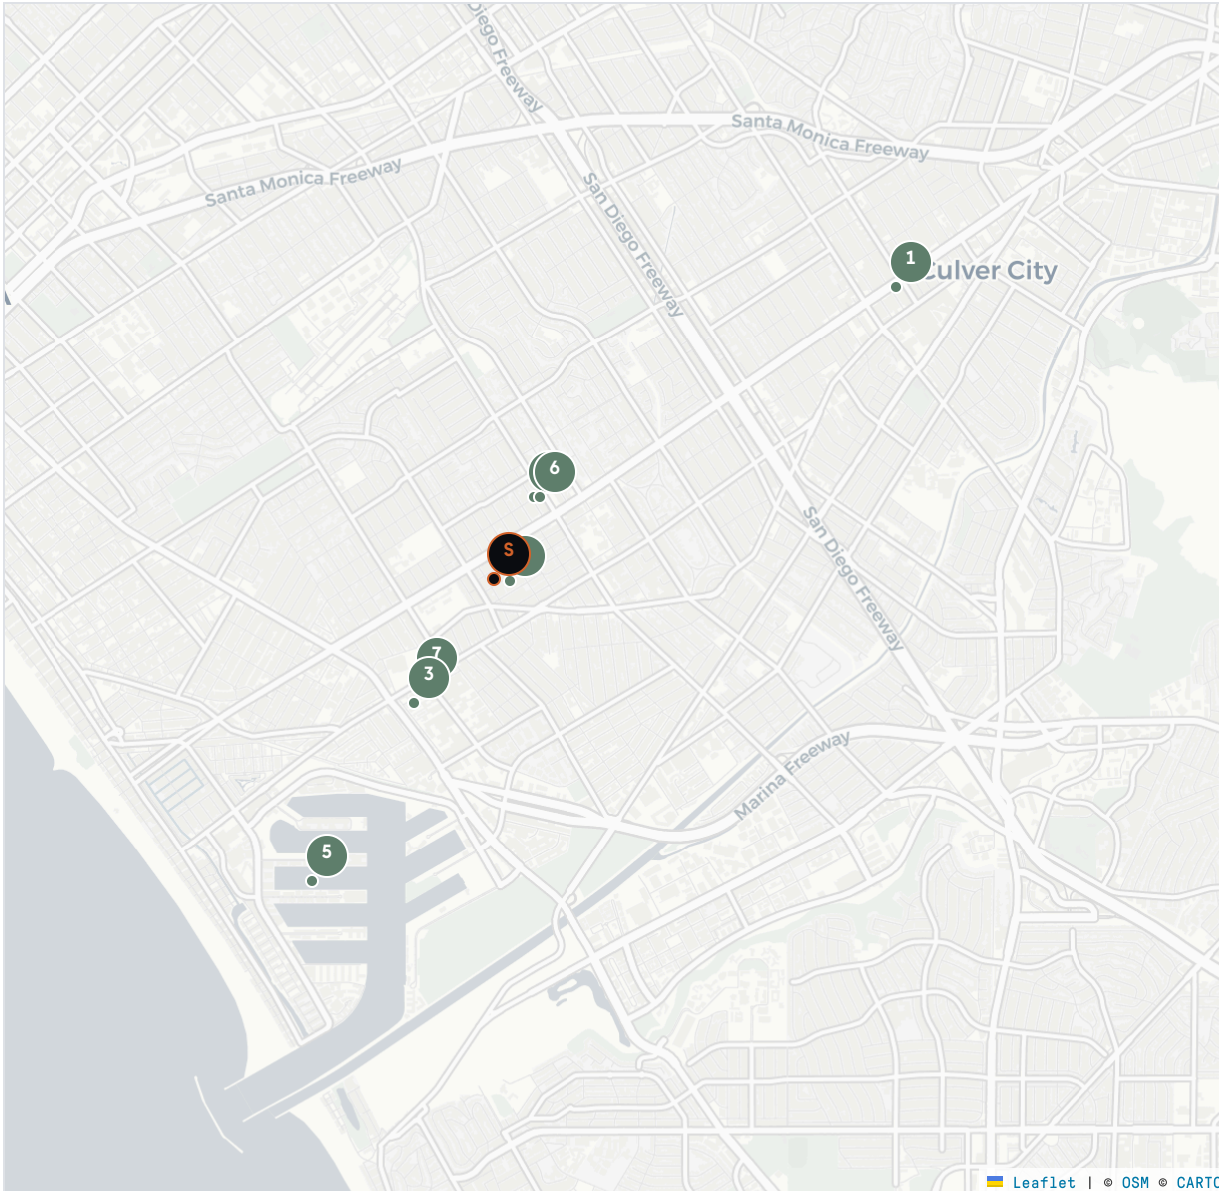 Diego Freeway
Santa Monica Freeway
Santa Monica Freeway
San Diego Freeway
1
Culver City
6
S
San Diego Freeway
7
3
Marina Freeway
5
Leaflet | © OSM © CARTO